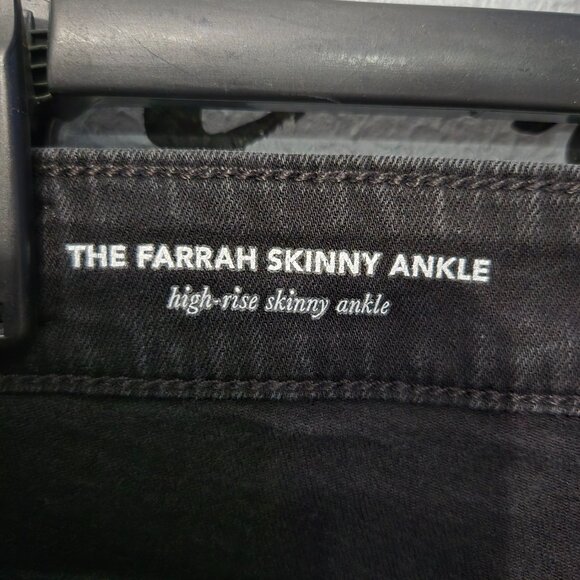 THE FARRAH SKINNY ANKLE
high-rise skinny ankle